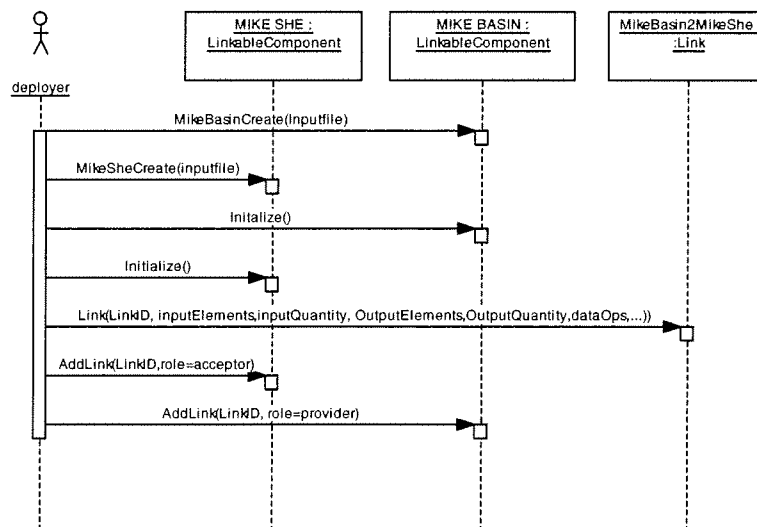 MIKE SHE :
LinkableComponent
MIKE BASIN :
LinkableComponent
MikeBasin2MikeShe
:Link
deployer
MikeBasinCreate(Inputfile)
MikeSheCreate(inputfile)
Initalize()
Initialize()
Link(LinkID, inputElements,inputQuantity, OutputElements,OutputQuantity,dataOps,...))
AddLink(LinkID,role=acceptor)
AddLink(LinkID, role=provider)